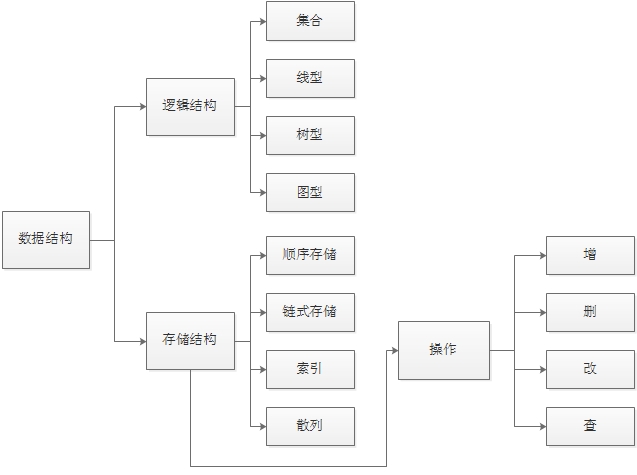 集合
线型
逻辑结构
树型
图型
数据结构
顺序存储
链式存储
存储结构
索引
散列
操作
增
删
改
查